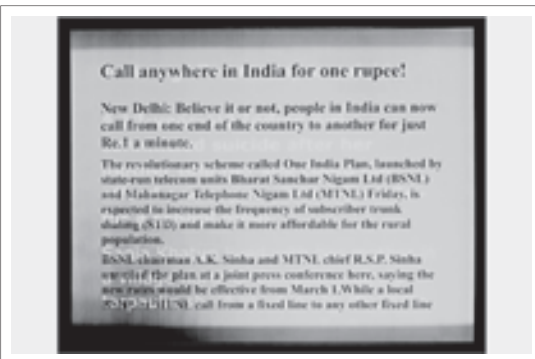 Call anywhere in India for one rupee!
New Delhi: Believe it or not, people in India can now
call from one end of the country to another for just
Re.1 a minute.
The revolutionary scheme called One India Plan, launched by
state-run telecom units Bharat Sanchar Nigam Ltd (BSNL)
and Mahanagar Telephone Nigam Ltd (MTNL) Friday, is
expected to increase the frequency of subscriber trunk
dialing (STD) and make it more affordable for the rural
population.
BSNL chairman A.K. Sinha and MTNL chief R.S.P. Sinha
unveiled the plan at a joint press conference here, saying the
new rates would be effective from March 1.While a local
MTNL call from a fixed line to any other fixed line